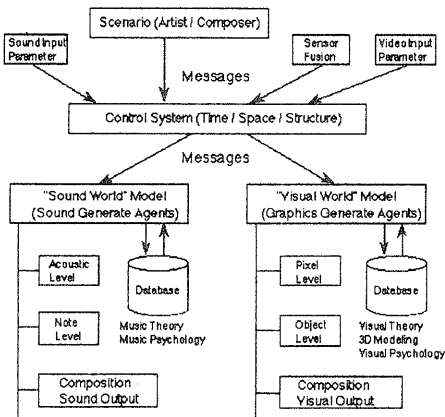 Scenario (Artist / Composer)
Sound Input
Parameter
Sensor
Fusion
Video Input
Parameter
Messages
Control System (Time / Space / Structure)
Messages
"Sound World" Model
(Sound Generate Agents)
"Visual World" Model
(Graphics Generate Agents)
Acoustic
Level
Database
Pixel
Level
Database
Note
Level
Music Theory
Music Psychology
Object
Level
Visual Theory
3D Modeling
Visual Psychology
Composition
Sound Output
Composition
Visual Output